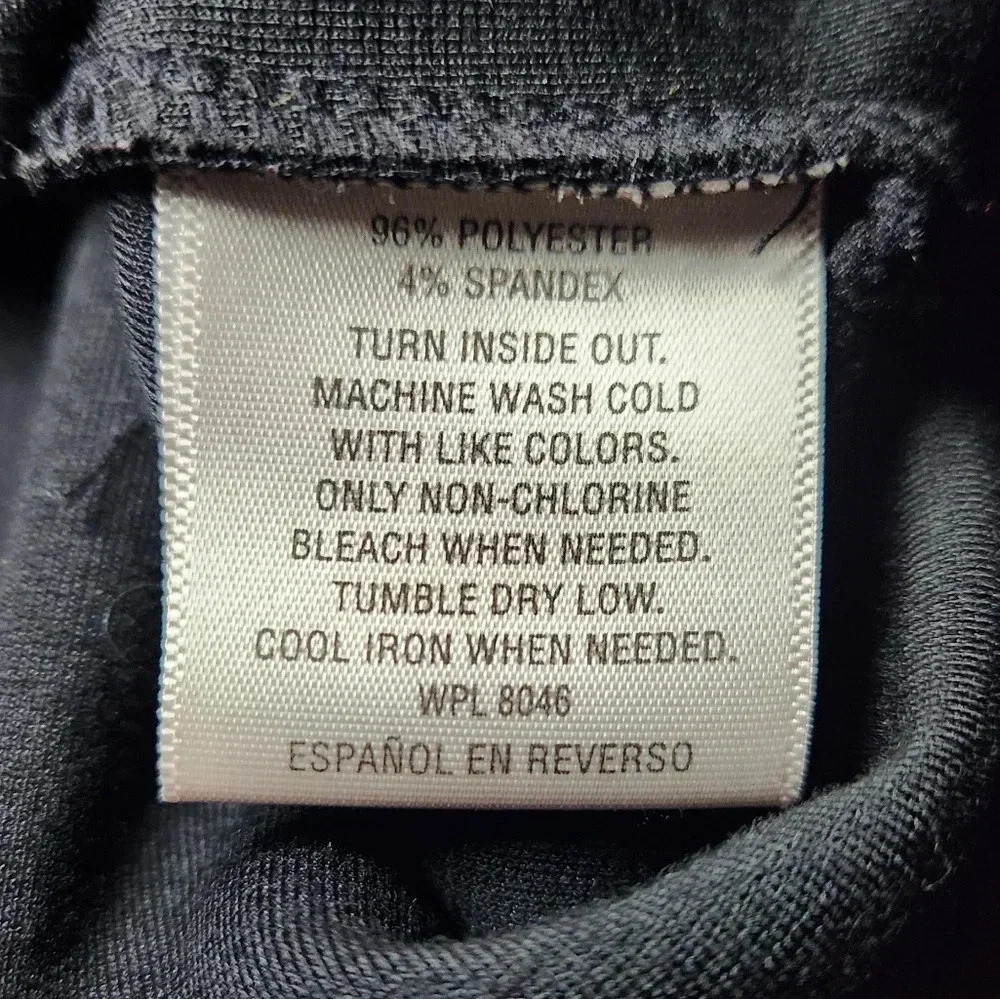 96% POLYESTER
4% SPANDEX
TURN INSIDE OUT.
MACHINE WASH COLD
WITH LIKE COLORS.
ONLY NON-CHLORINE
BLEACH WHEN NEEDED.
TUMBLE DRY LOW.
COOL IRON WHEN NEEDED.
WPL 8046
ESPAÑOL EN REVERSO